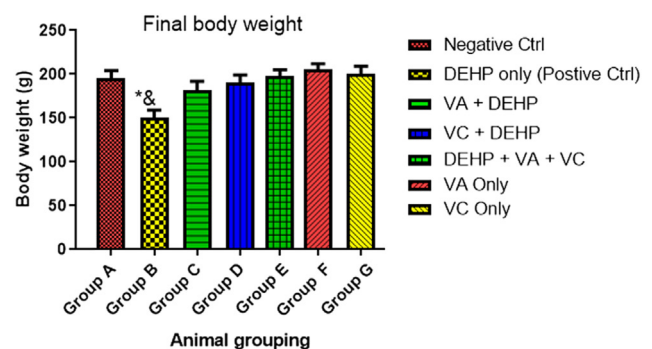 Final body weight
Body weight (g)
250
200
150
100
50
0
*&
Group A
Group B
Group C
Group D
Group E
Group F
Group G
Animal grouping
Negative Ctrl
DEHP only (Postive Ctrl)
VA + DEHP
VC + DEHP
DEHP + VA + VC
VA Only
VC Only